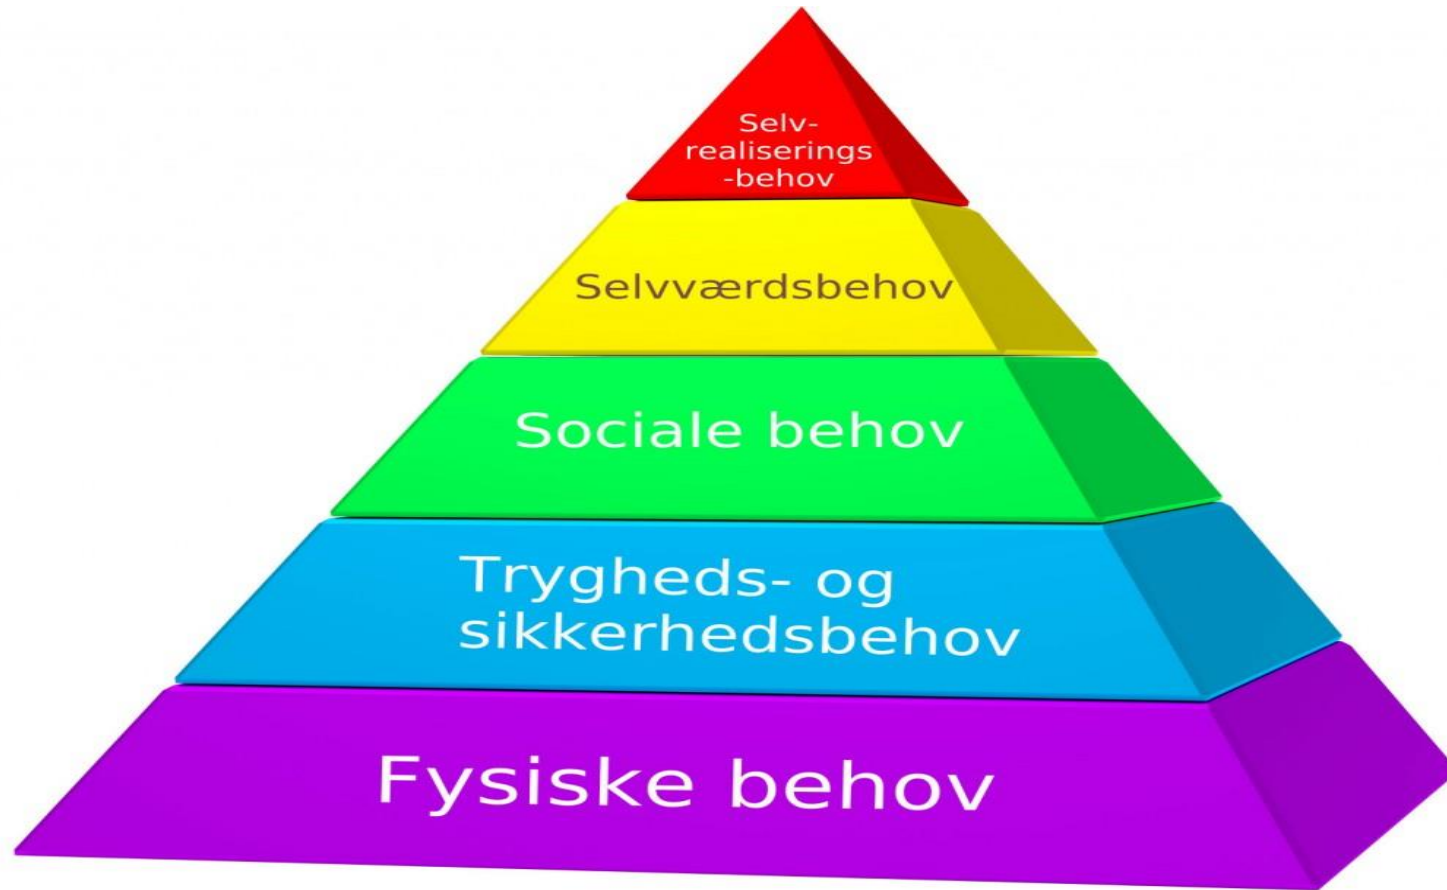 Selv-
realiserings
-behov
Selvværdsbehov
Sociale behov
Trygheds- og
sikkerhedsbehov
Fysiske behov